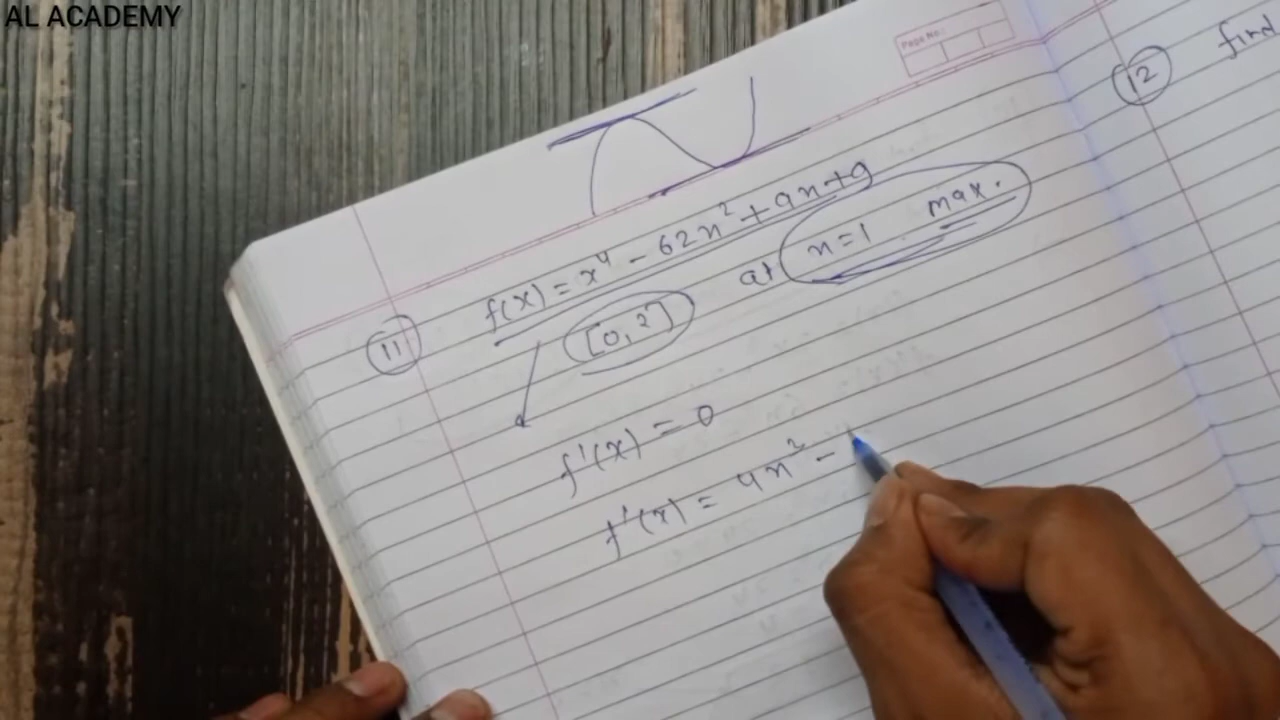 AL ACADEMY
Page No.:
(11) f(x) = x⁴ - 62x² + ax + 9
[0, 2] at x = 1 max.
f'(x) = 0
f'(x) = 4x³ -
(12) find